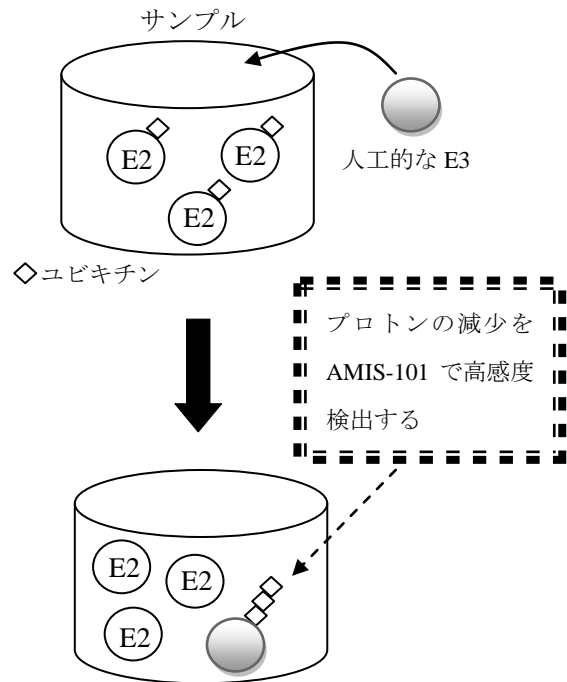 サンプル
E2
E2
E2
人工的な E3
◇ユビキチン
プロトンの減少を
AMIS-101 で高感度
検出する
E2
E2
E2